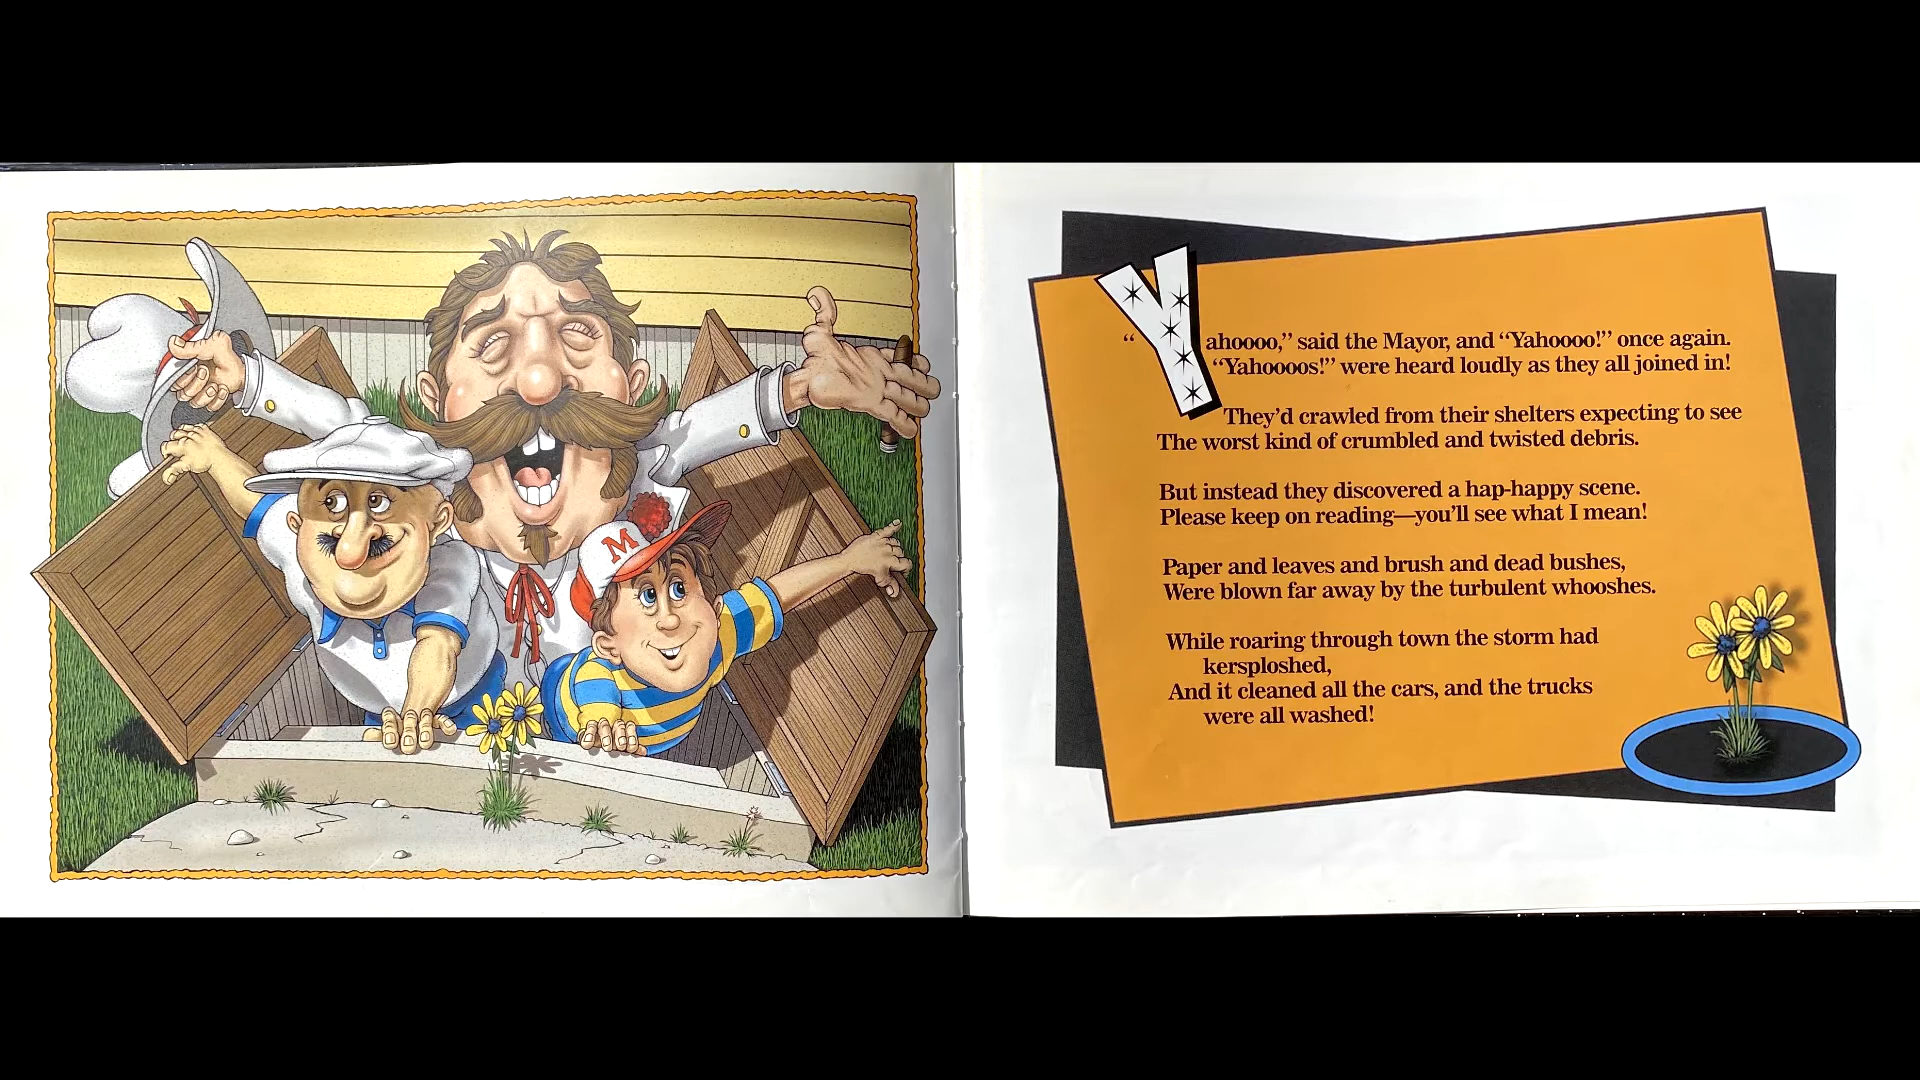 M
“Yahoooo,” said the Mayor, and “Yahoooo!” once again.
“Yahoooos!” were heard loudly as they all joined in!
They’d crawled from their shelters expecting to see
The worst kind of crumbled and twisted debris.
But instead they discovered a hap-happy scene.
Please keep on reading—you’ll see what I mean!
Paper and leaves and brush and dead bushes,
Were blown far away by the turbulent whooshes.
While roaring through town the storm had
kersploshed,
And it cleaned all the cars, and the trucks
were all washed!